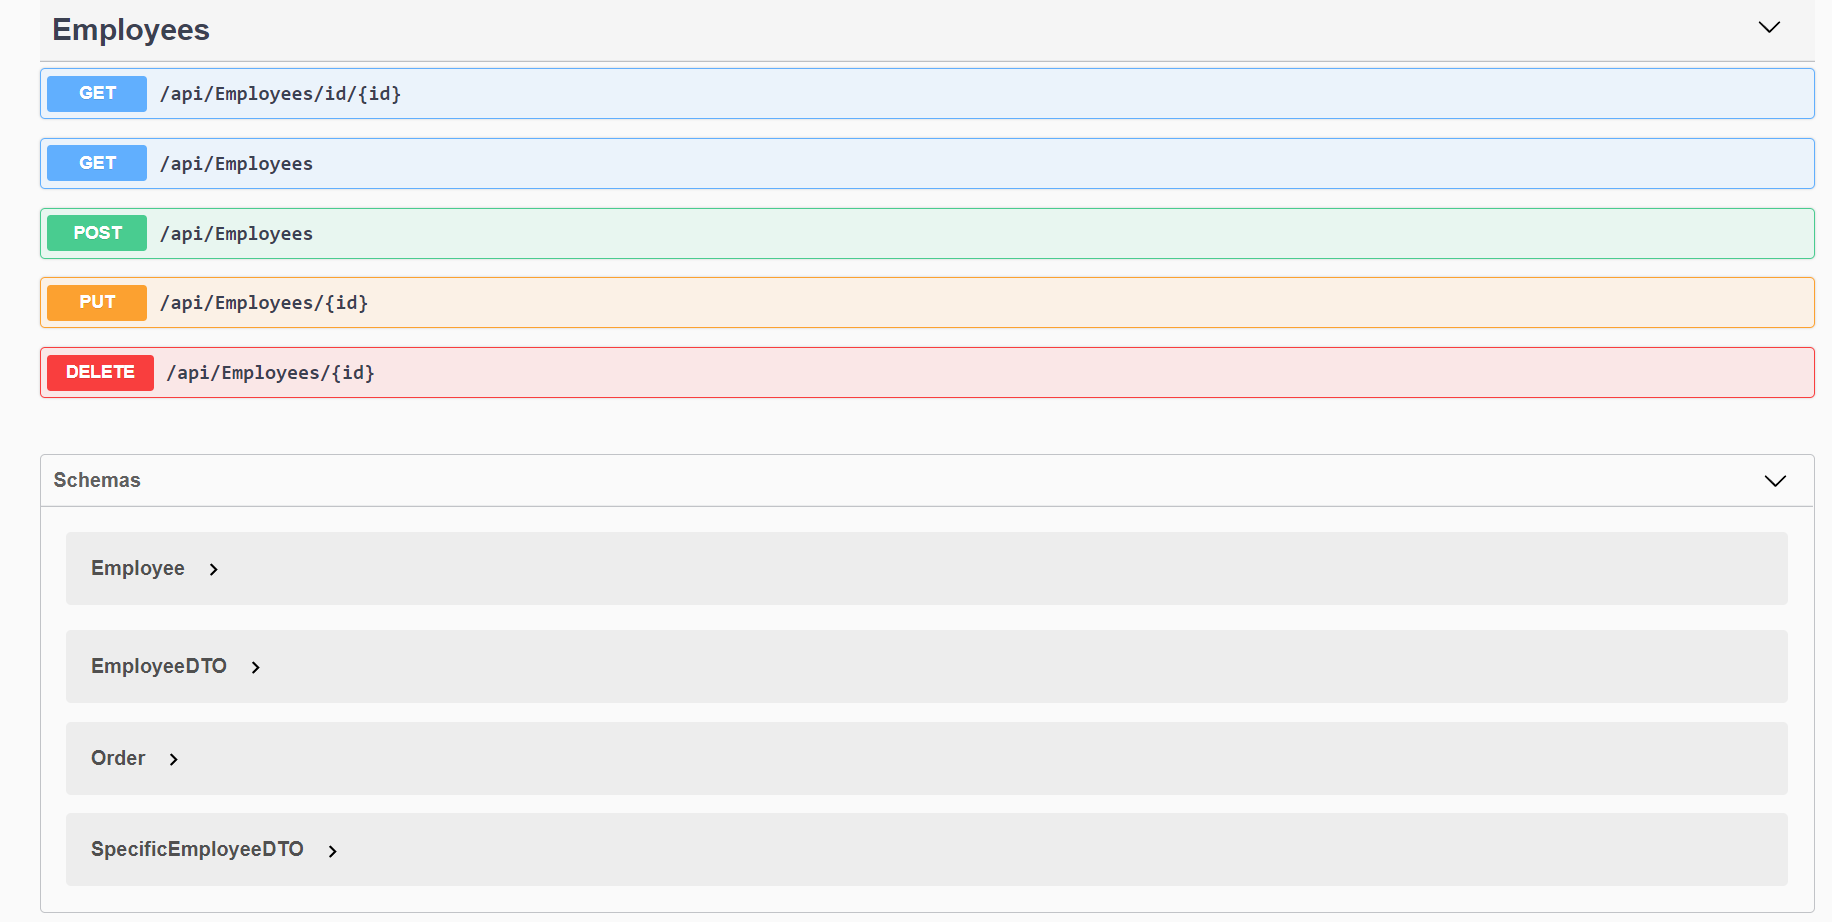 Employees
GET /api/Employees/id/{id}
GET /api/Employees
POST /api/Employees
PUT /api/Employees/{id}
DELETE /api/Employees/{id}
Schemas
Employee
EmployeeDTO
Order
SpecificEmployeeDTO